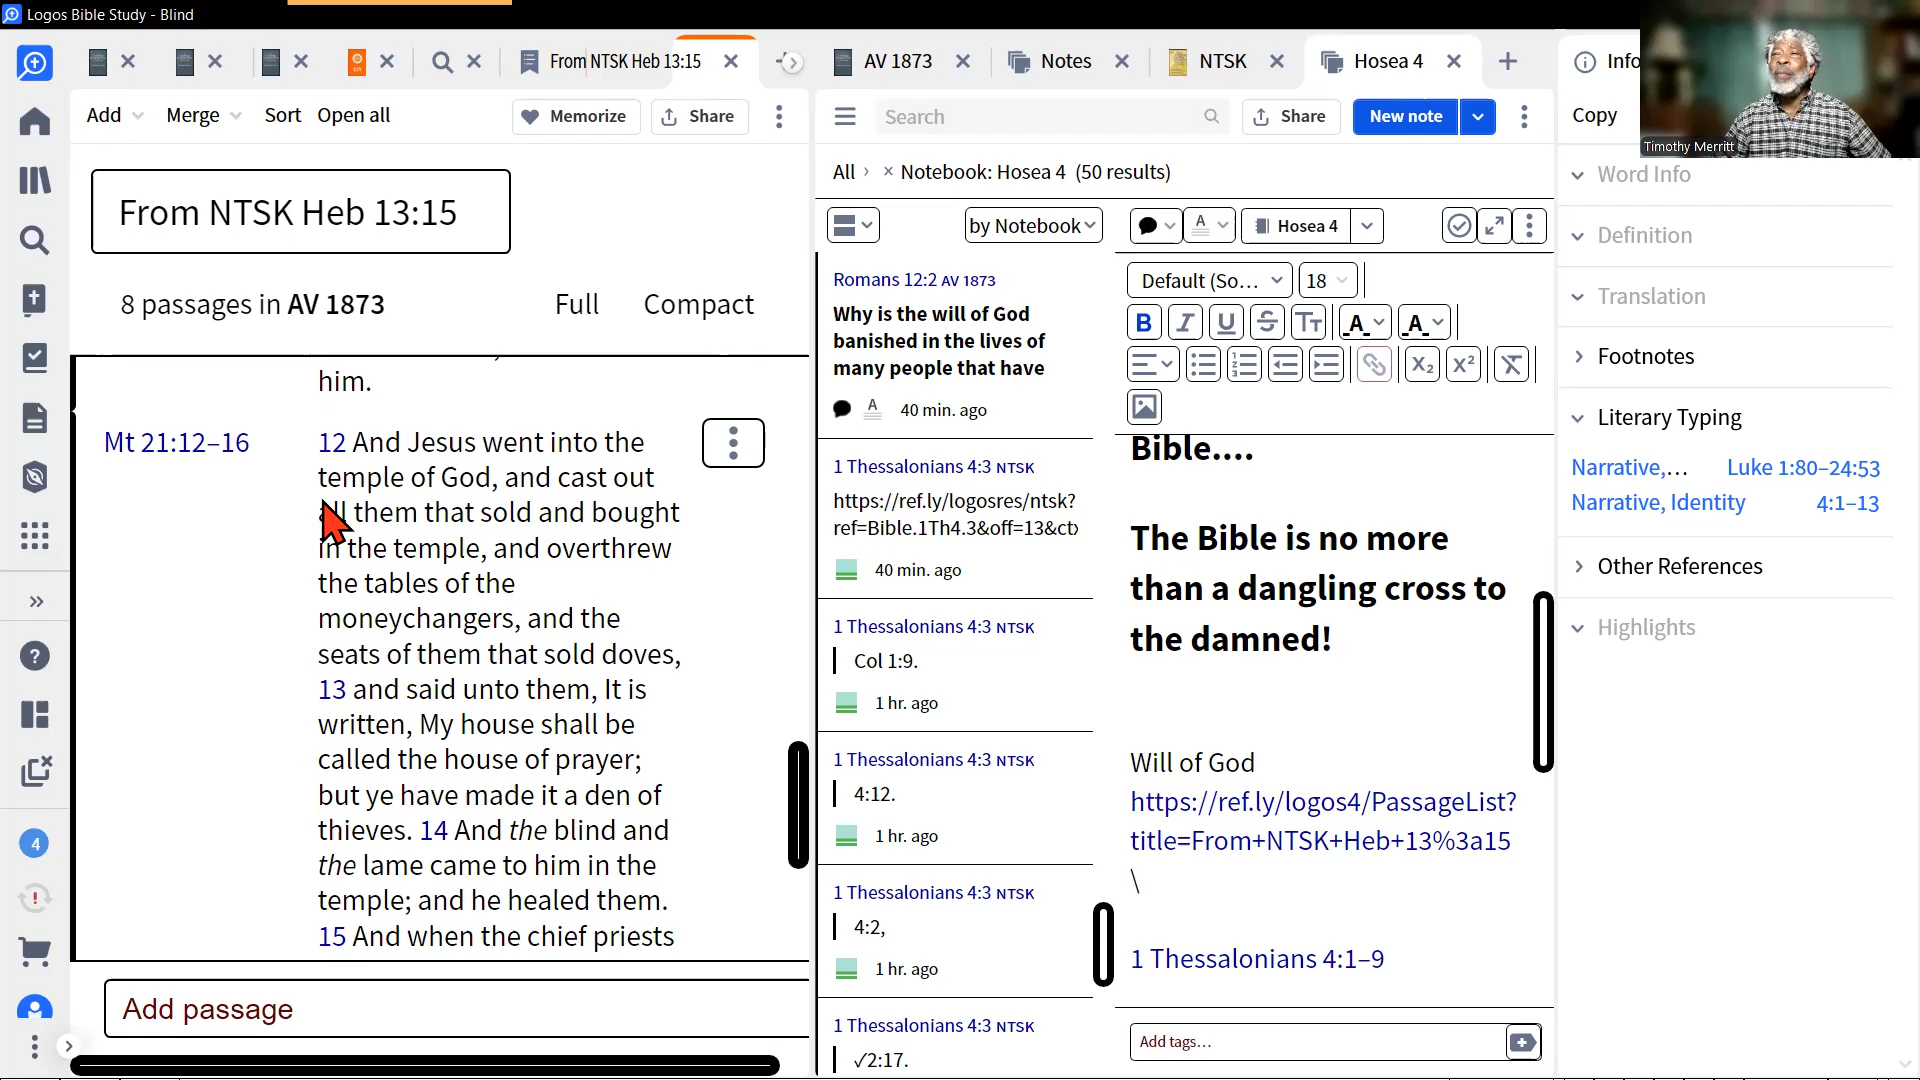 Logos Bible Study - Blind
From NTSK Heb 13:15
AV 1873
Notes
NTSK
Hosea 4
Info
Add
Merge
Sort
Open all
Memorize
Share
Search
Share
New note
Copy
Timothy Merritt
All › × Notebook: Hosea 4 (50 results)
From NTSK Heb 13:15
8 passages in AV 1873
Full
Compact
him.
Mt 21:12–16
12 And Jesus went into the
temple of God, and cast out
all them that sold and bought
in the temple, and overthrew
the tables of the
moneychangers, and the
seats of them that sold doves,
13 and said unto them, It is
written, My house shall be
called the house of prayer;
but ye have made it a den of
thieves. 14 And the blind and
the lame came to him in the
temple; and he healed them.
15 And when the chief priests
Add passage
4
by Notebook
Romans 12:2 AV 1873
Why is the will of God
banished in the lives of
many people that have
40 min. ago
1 Thessalonians 4:3 NTSK
https://ref.ly/logosres/ntsk?
ref=Bible.1Th4.3&off=13&ctx
40 min. ago
1 Thessalonians 4:3 NTSK
Col 1:9.
1 hr. ago
1 Thessalonians 4:3 NTSK
4:12.
1 hr. ago
1 Thessalonians 4:3 NTSK
4:2,
1 hr. ago
1 Thessalonians 4:3 NTSK
✓2:17.
Hosea 4
Default (So...
18
Bible....
The Bible is no more
than a dangling cross to
the damned!
Will of God
https://ref.ly/logos4/PassageList?
title=From+NTSK+Heb+13%3a15
\
1 Thessalonians 4:1–9
Add tags...
Word Info
Definition
Translation
Footnotes
Literary Typing
Narrative,... Luke 1:80–24:53
Narrative, Identity 4:1–13
Other References
Highlights